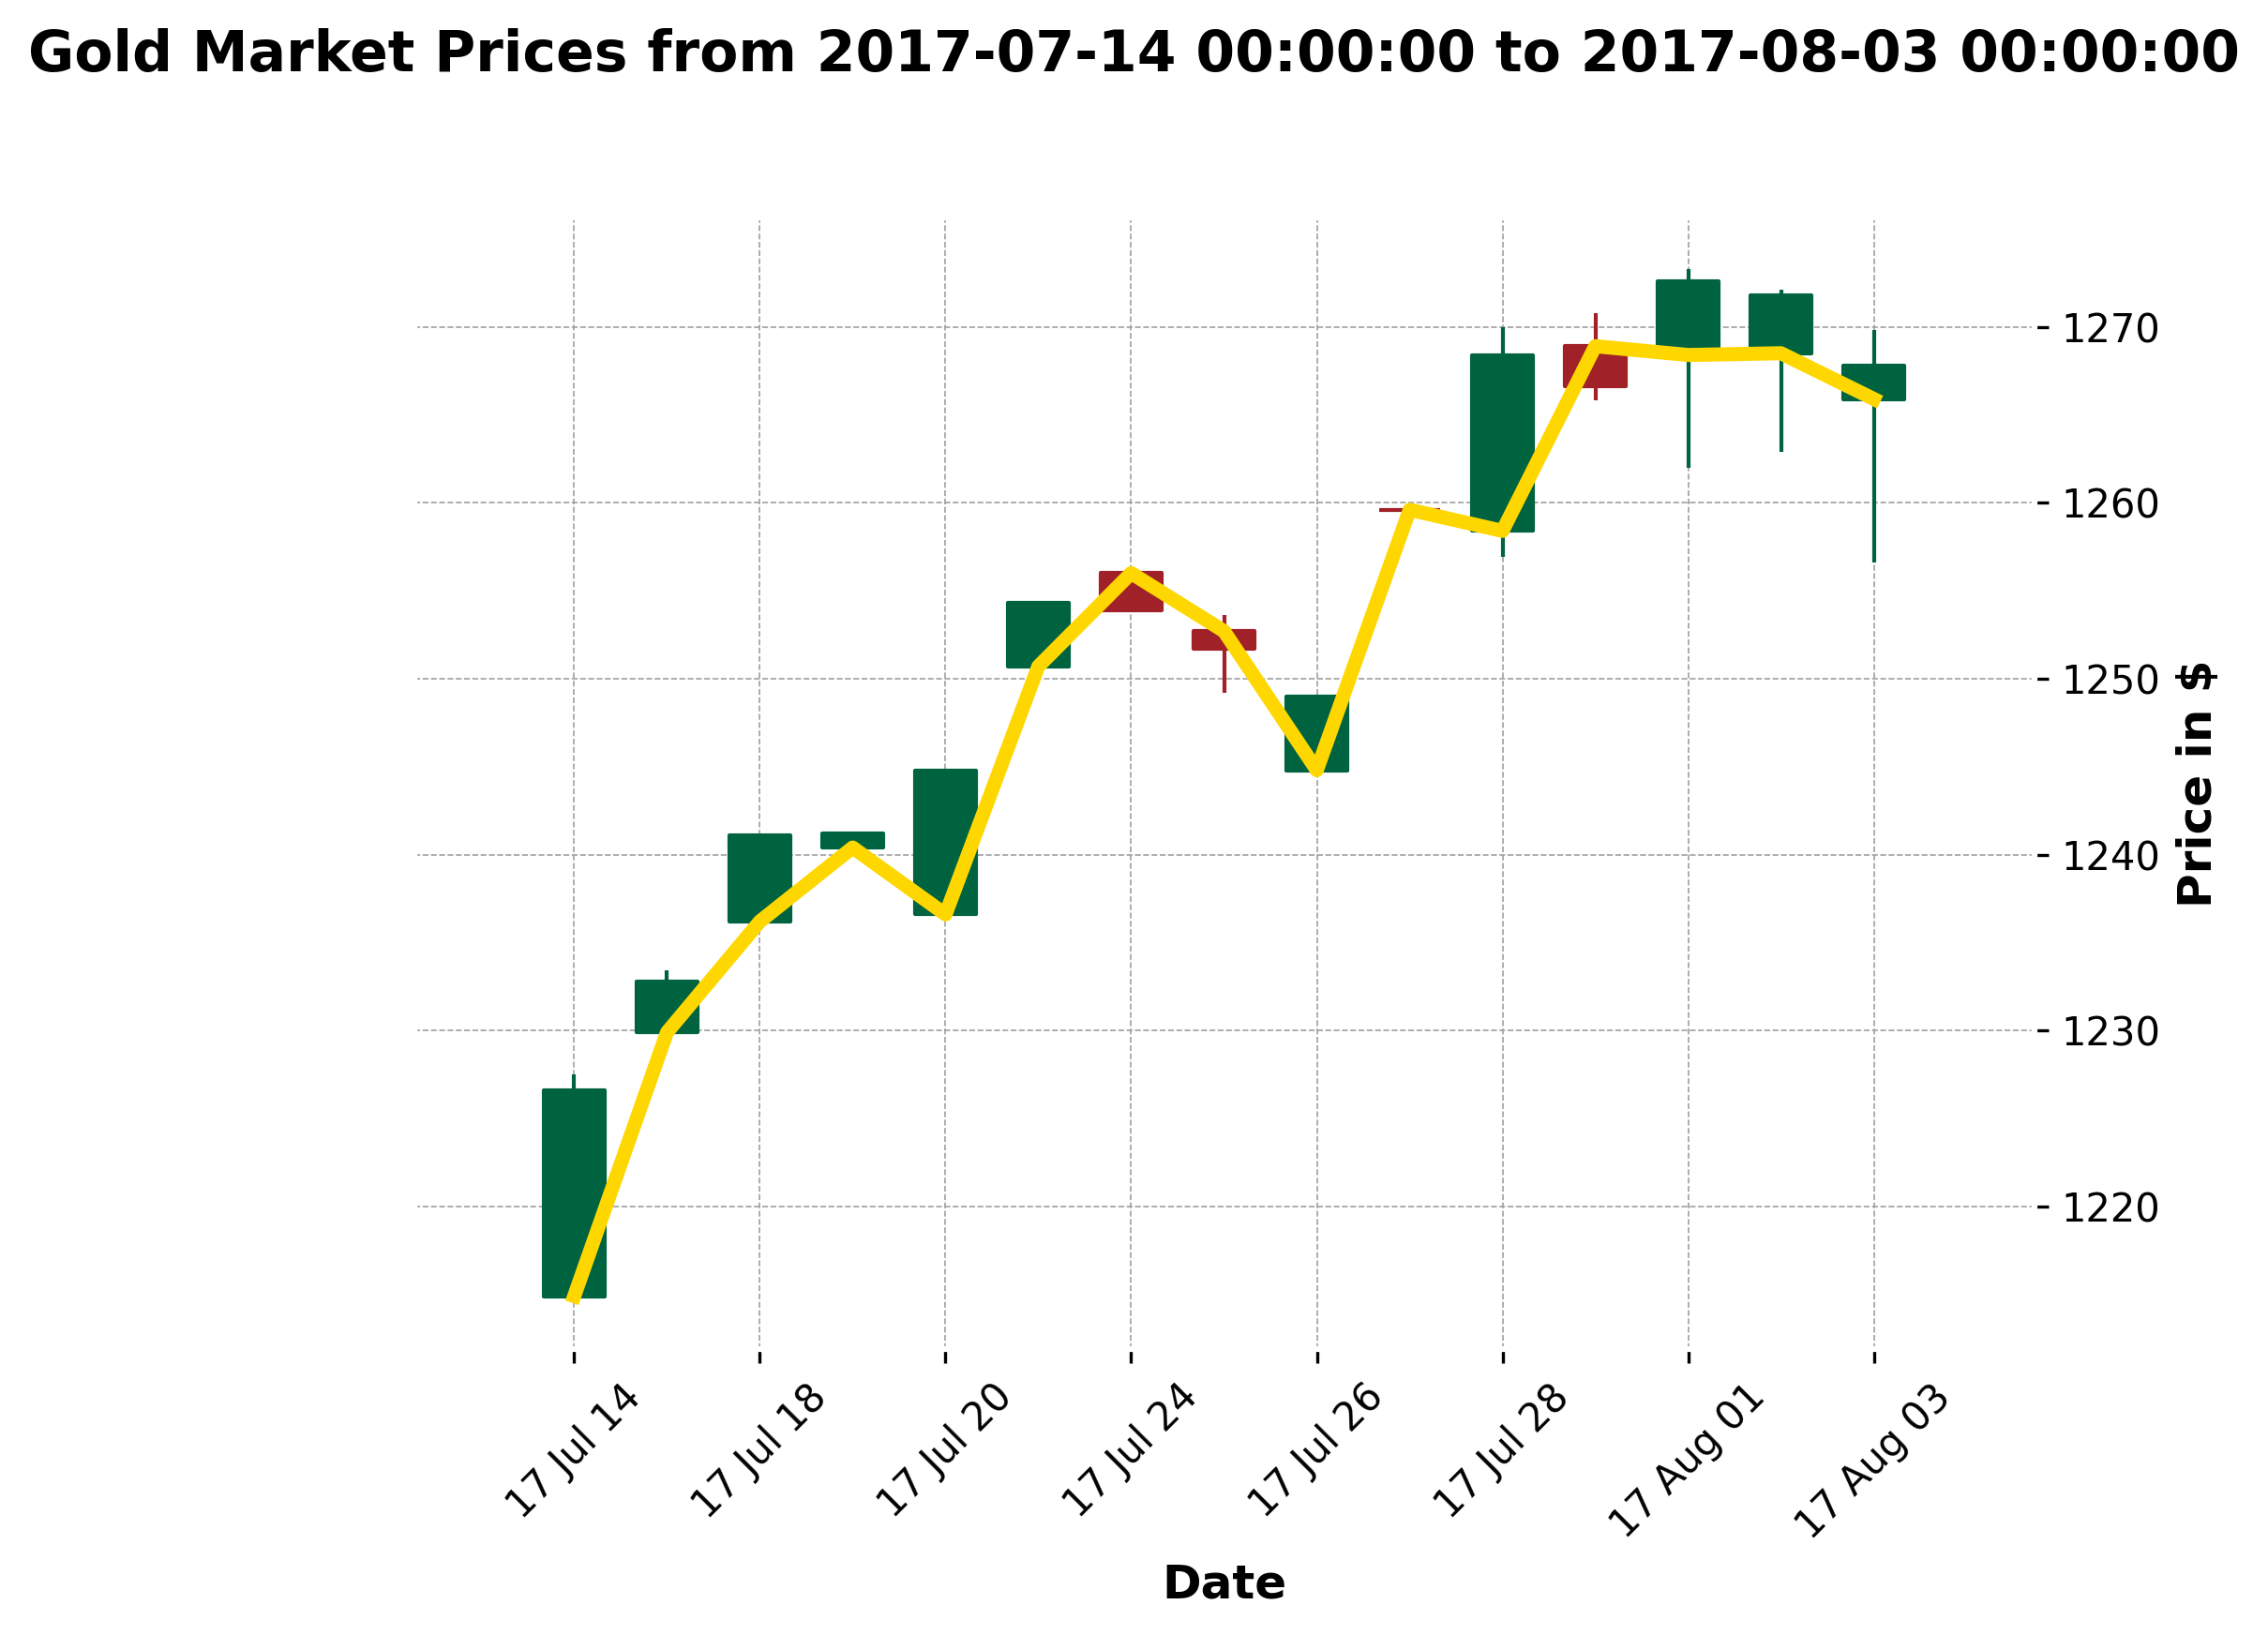 Gold Market Prices from 2017-07-14 00:00:00 to 2017-08-03 00:00:00
1270
1260
1250
1240
1230
1220
Price in $
17 Jul 14
17 Jul 18
17 Jul 20
17 Jul 24
17 Jul 26
17 Jul 28
17 Aug 01
17 Aug 03
Date